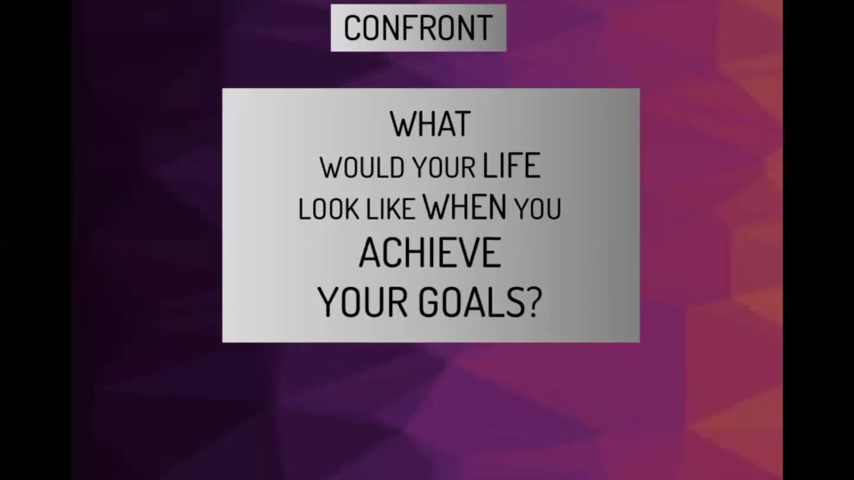 CONFRONT
WHAT
WOULD YOUR LIFE
LOOK LIKE WHEN YOU
ACHIEVE
YOUR GOALS?